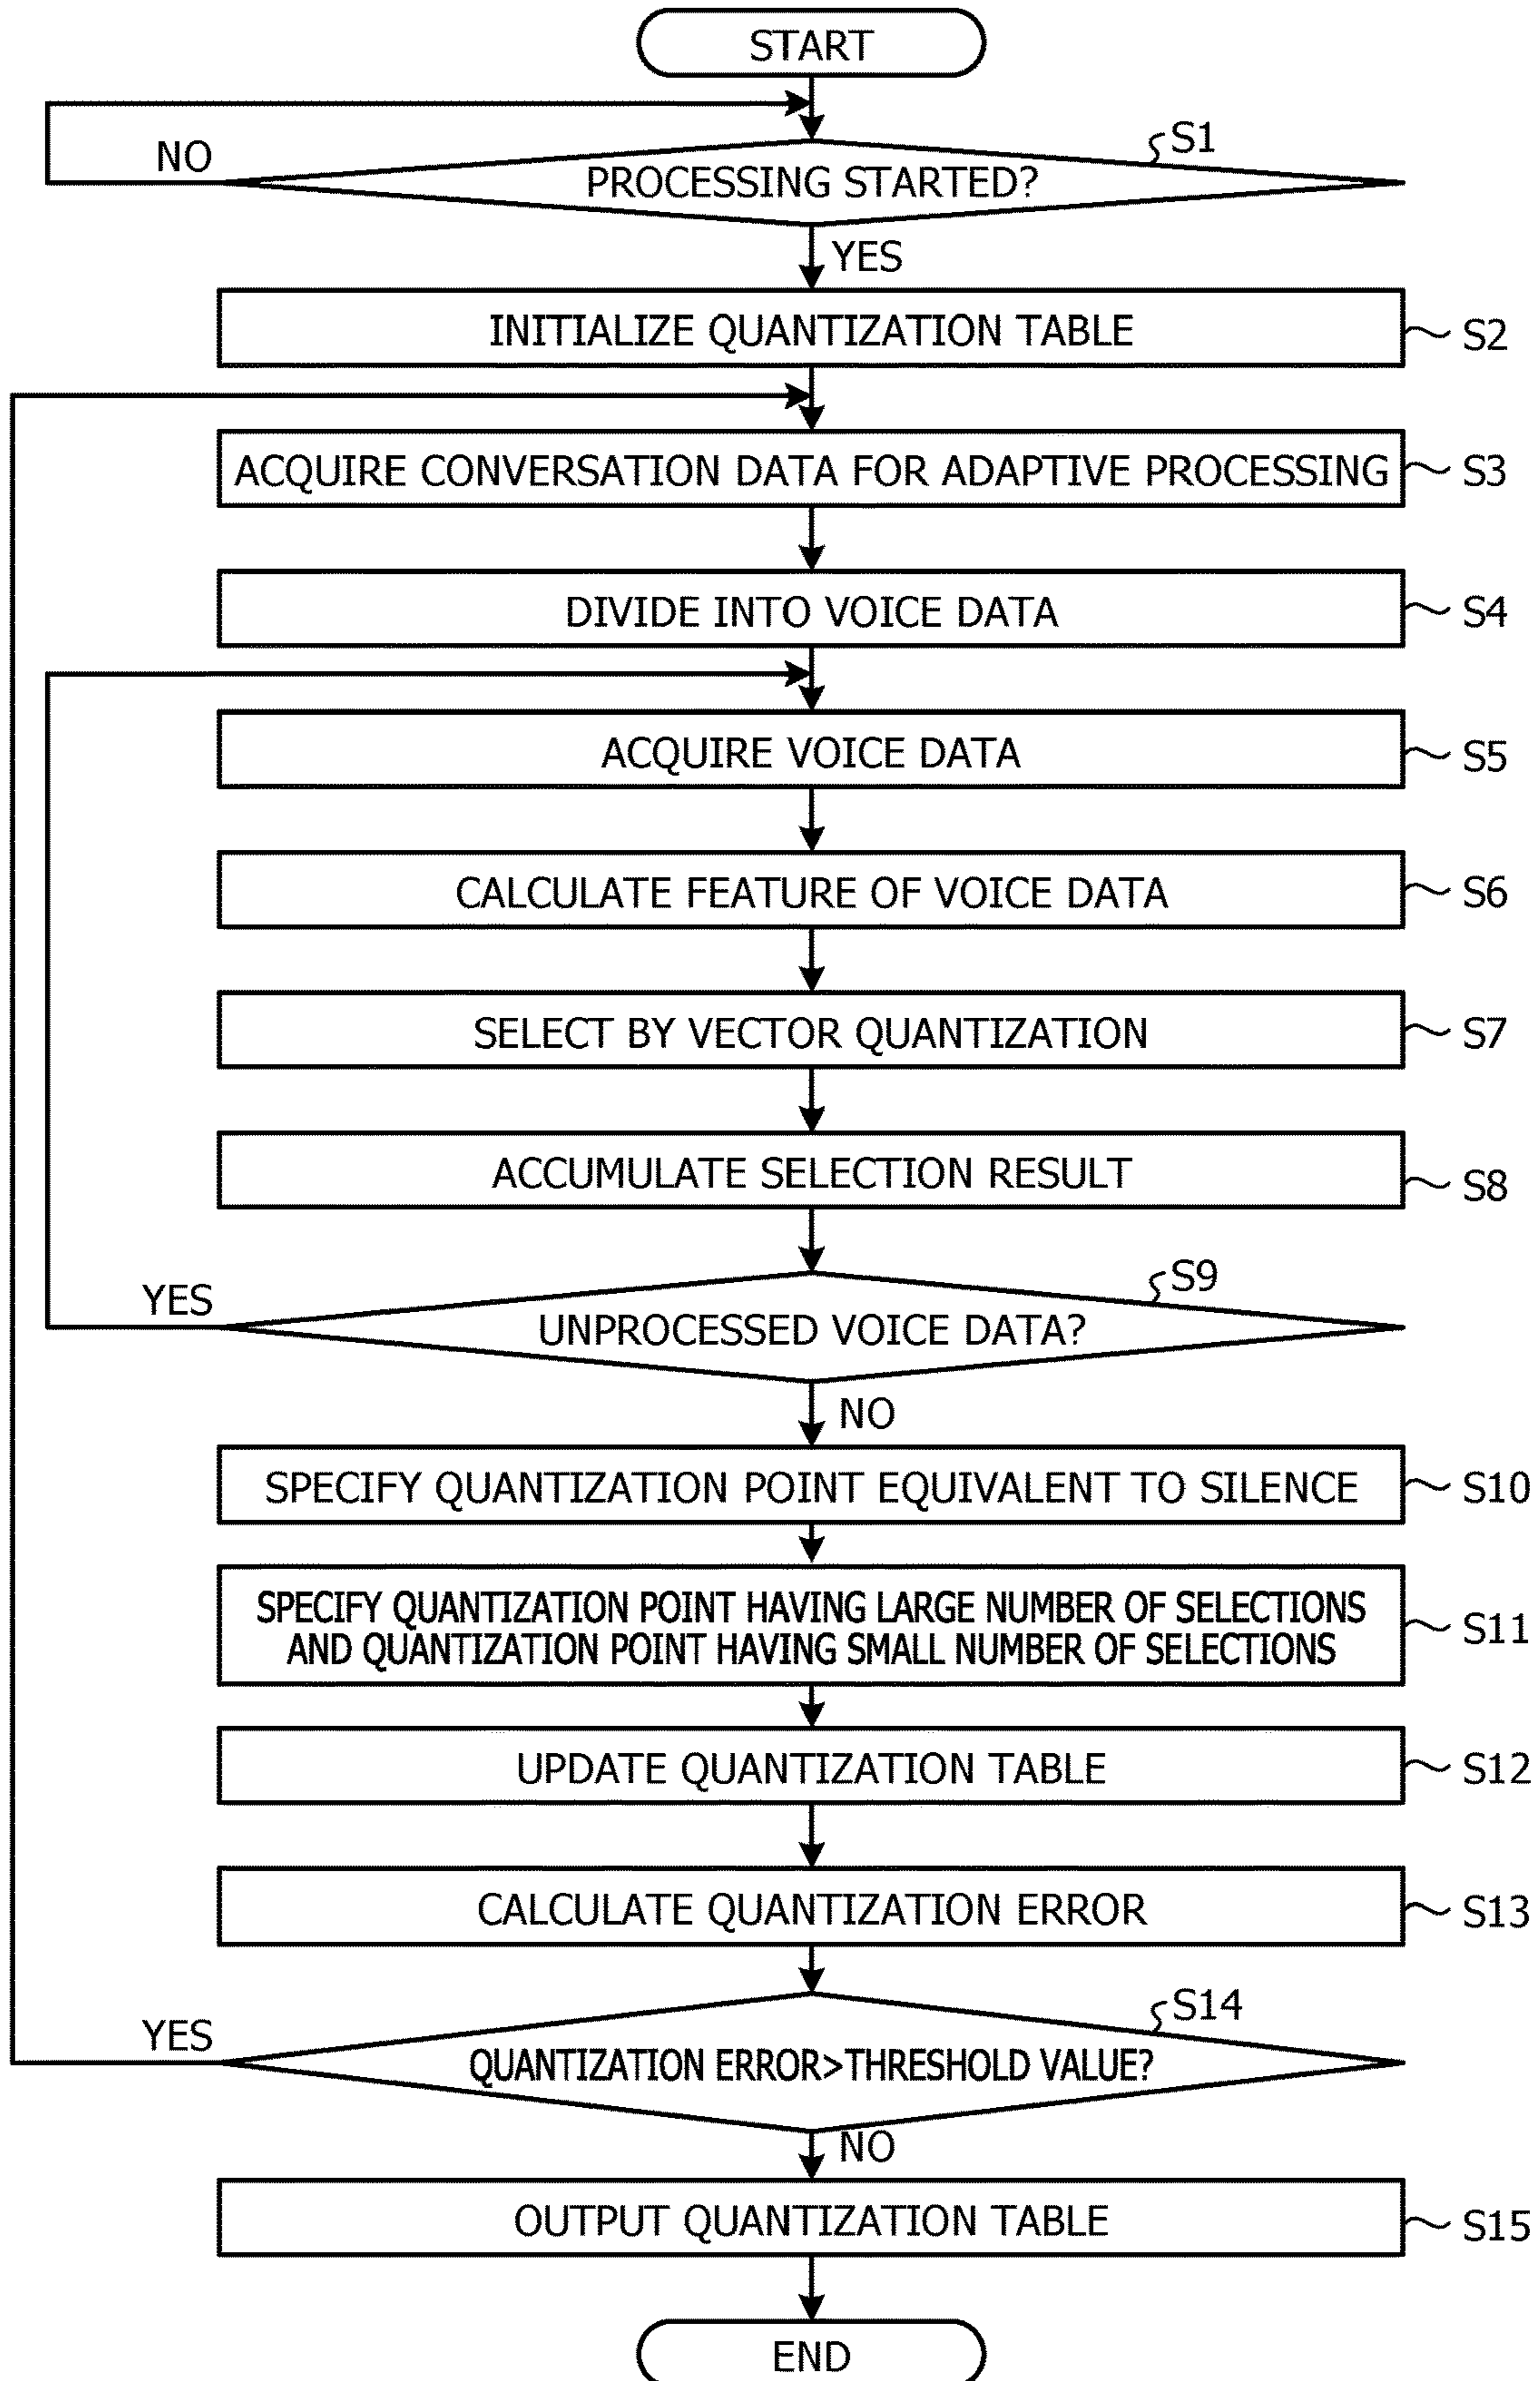 START
NO
S1
PROCESSING STARTED?
YES
INITIALIZE QUANTIZATION TABLE
S2
ACQUIRE CONVERSATION DATA FOR ADAPTIVE PROCESSING
S3
DIVIDE INTO VOICE DATA
S4
ACQUIRE VOICE DATA
S5
CALCULATE FEATURE OF VOICE DATA
S6
SELECT BY VECTOR QUANTIZATION
S7
ACCUMULATE SELECTION RESULT
S8
YES
S9
UNPROCESSED VOICE DATA?
NO
SPECIFY QUANTIZATION POINT EQUIVALENT TO SILENCE
S10
SPECIFY QUANTIZATION POINT HAVING LARGE NUMBER OF SELECTIONS
AND QUANTIZATION POINT HAVING SMALL NUMBER OF SELECTIONS
S11
UPDATE QUANTIZATION TABLE
S12
CALCULATE QUANTIZATION ERROR
S13
YES
S14
QUANTIZATION ERROR>THRESHOLD VALUE?
NO
OUTPUT QUANTIZATION TABLE
S15
END